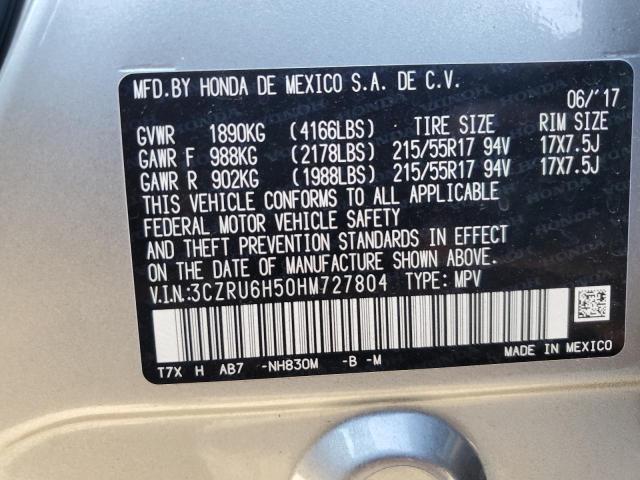 MFD.BY HONDA DE MEXICO S.A. DE C.V.
06/'17
GVWR 1890KG (4166LBS) TIRE SIZE RIM SIZE
GAWR F 988KG (2178LBS) 215/55R17 94V 17X7.5J
GAWR R 902KG (1988LBS) 215/55R17 94V 17X7.5J
THIS VEHICLE CONFORMS TO ALL APPLICABLE
FEDERAL MOTOR VEHICLE SAFETY
AND THEFT PREVENTION STANDARDS IN EFFECT
ON THE DATE OF MANUFACTURE SHOWN ABOVE.
V.I.N.:3CZRU6H50HM727804 TYPE: MPV
T7X H AB7 -NH830M -B -M
MADE IN MEXICO